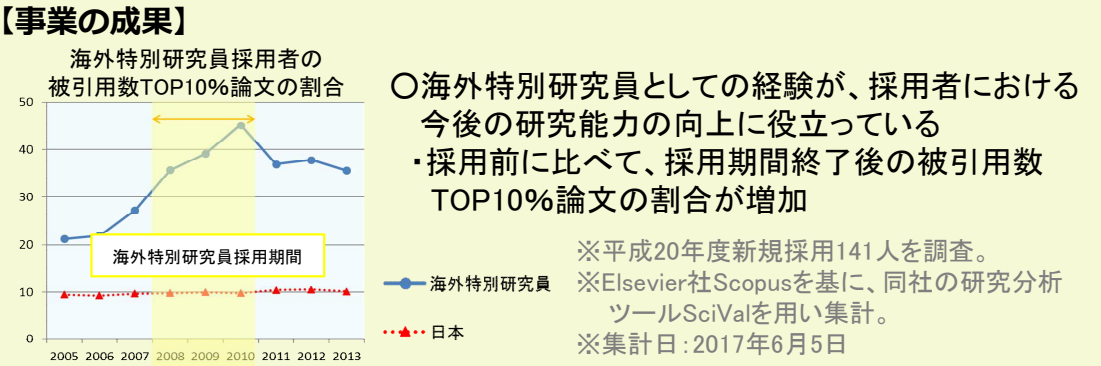 【事業の成果】
海外特別研究員採用者の
被引用数TOP10%論文の割合
50
40
30
20
10
0
海外特別研究員採用期間
2005 2006 2007 2008 2009 2010 2011 2012 2013
海外特別研究員
日本
○海外特別研究員としての経験が、採用者における
今後の研究能力の向上に役立っている
・採用前に比べて、採用期間終了後の被引用数
TOP10%論文の割合が増加
※平成20年度新規採用141人を調査。
※Elsevier社Scopusを基に、同社の研究分析
ツールSciValを用い集計。
※集計日：2017年6月5日